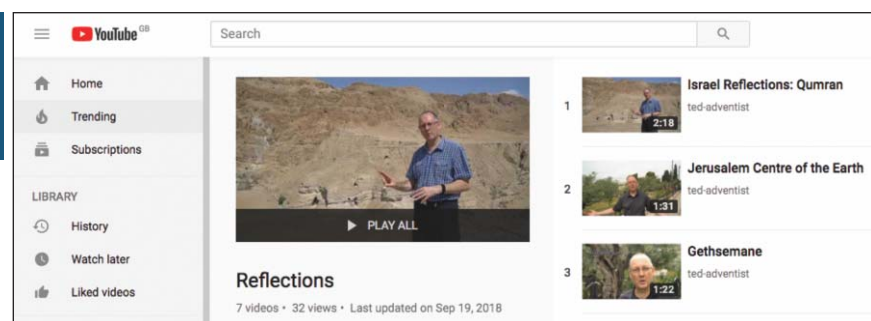 YouTube GB
Search
Home
Trending
Subscriptions
LIBRARY
History
Watch later
Liked videos
PLAY ALL
Reflections
7 videos • 32 views • Last updated on Sep 19, 2018
1
Israel Reflections: Qumran
ted-adventist
2:18
2
Jerusalem Centre of the Earth
ted-adventist
1:31
3
Gethsemane
ted-adventist
1:22